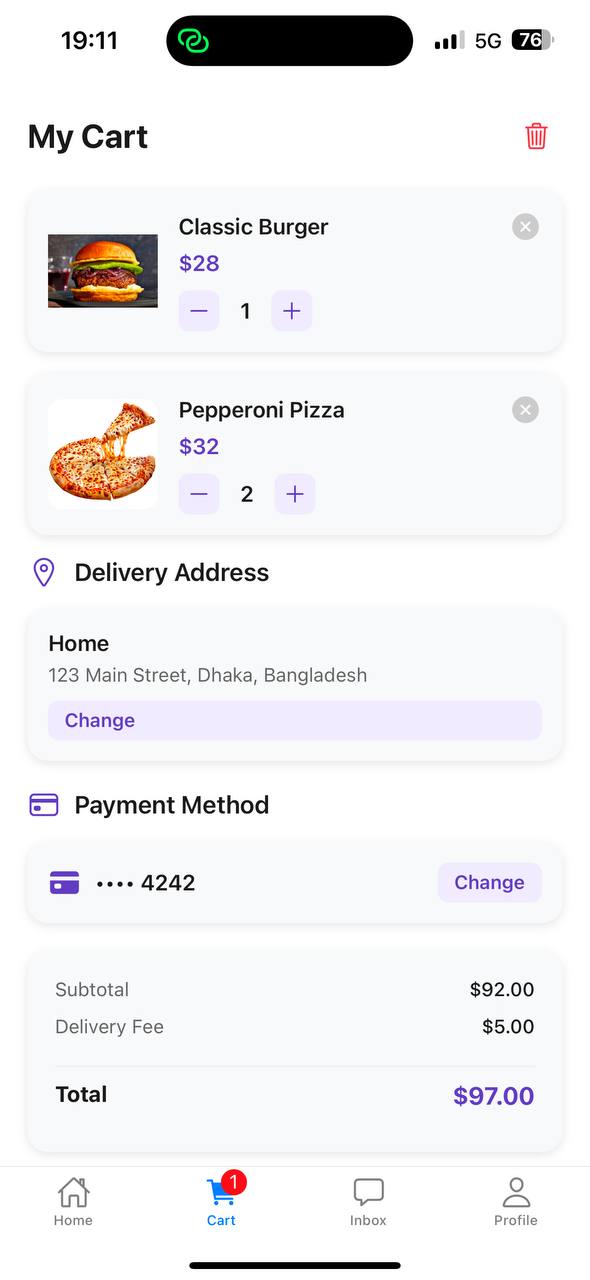 19:11
5G
76
My Cart
Classic Burger
$28
1
Pepperoni Pizza
$32
2
Delivery Address
Home
123 Main Street, Dhaka, Bangladesh
Change
Payment Method
•••• 4242
Change
Subtotal
$92.00
Delivery Fee
$5.00
Total
$97.00
1
Home
Cart
Inbox
Profile